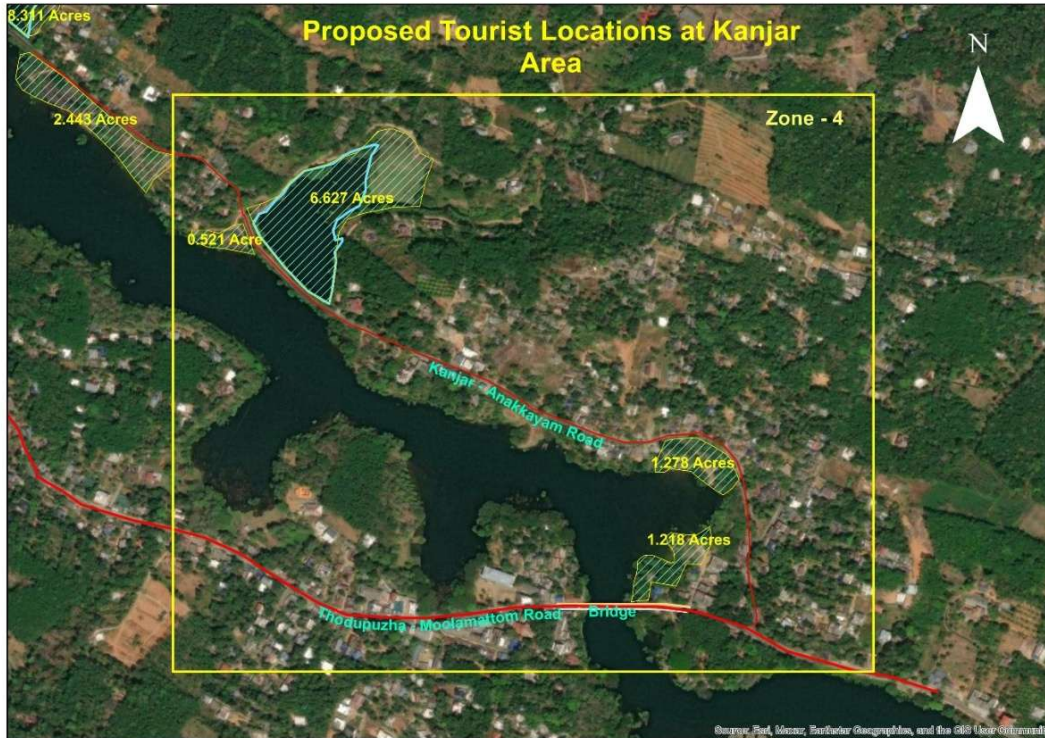 8.311 Acres
Proposed Tourist Locations at Kanjar
Area
N
Zone - 4
2.443 Acres
6.627 Acres
0.521 Acre
Kanjar - Anakkayam Road
1.278 Acres
1.218 Acres
Thodupuzha - Moolamattom Road
Bridge
Source: Esri, Maxar, Earthstar Geographics, and the GIS User Communit